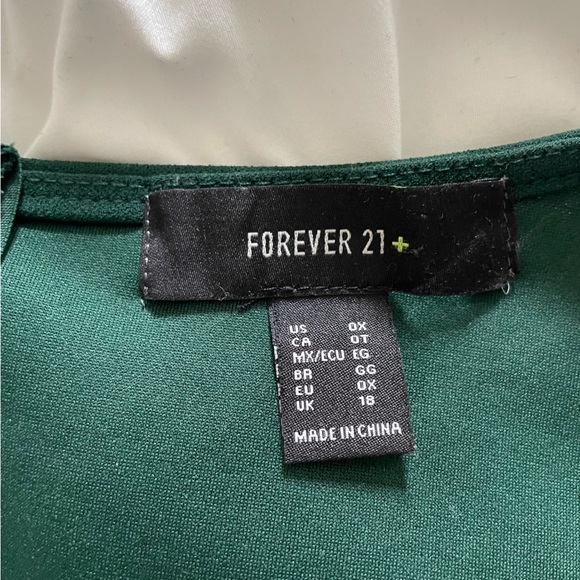 FOREVER 21+
US 0X
CA 0T
MX/ECU EG
BR GG
EU 0X
UK 18
MADE IN CHINA